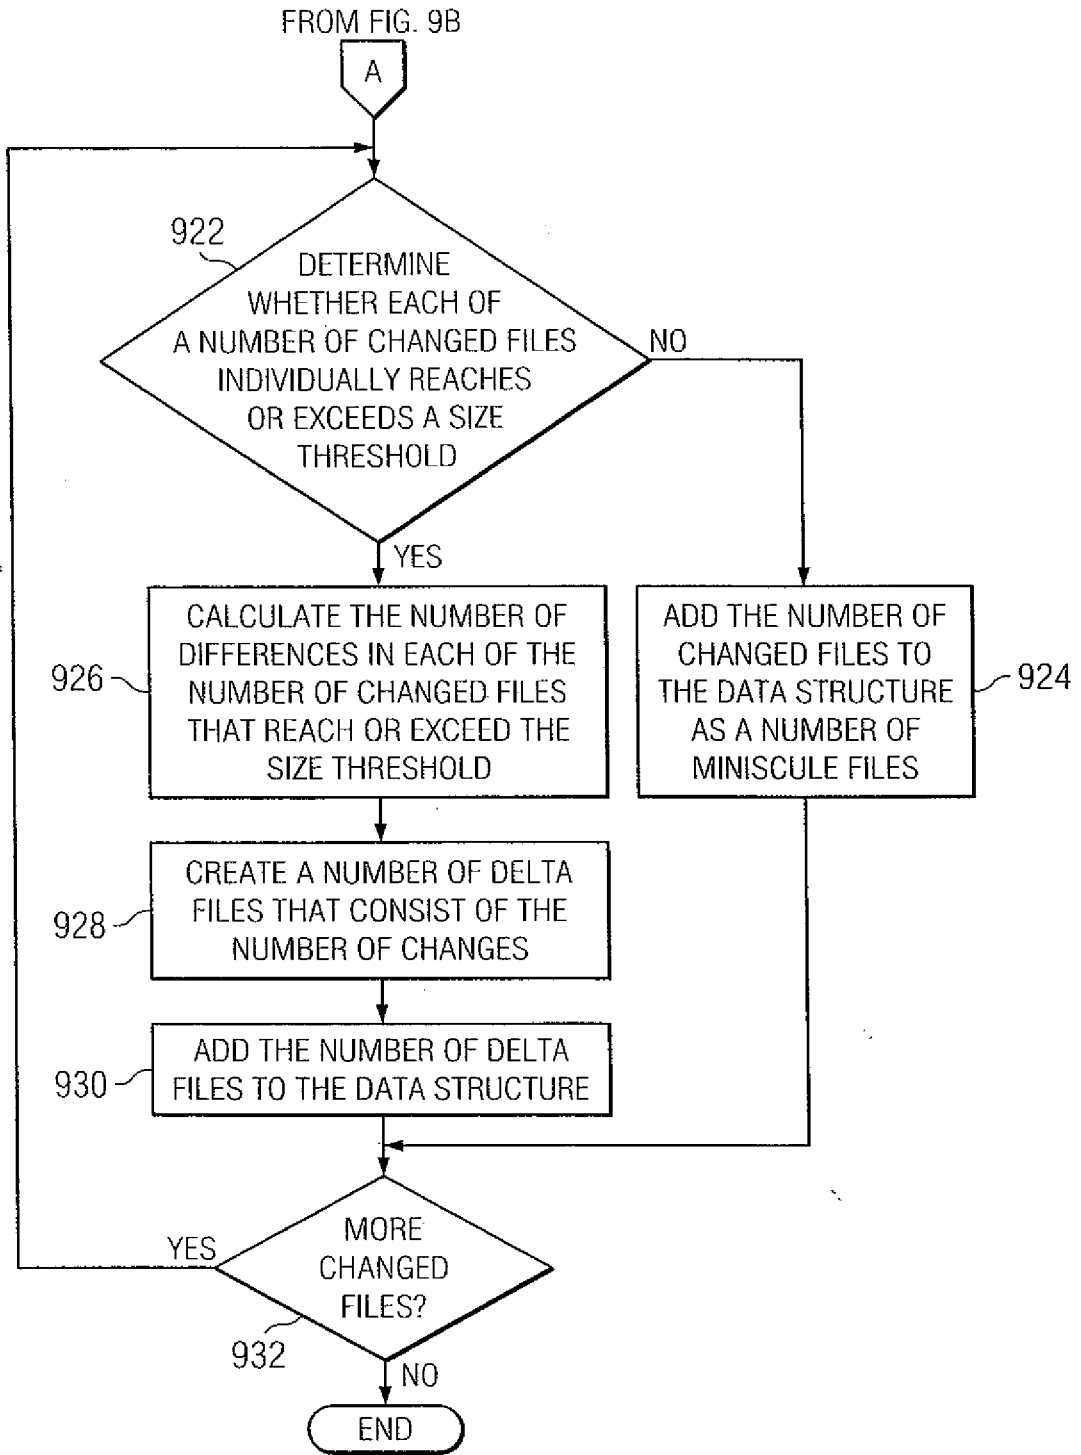 FROM FIG. 9B
A
922
DETERMINE
WHETHER EACH OF
A NUMBER OF CHANGED FILES
INDIVIDUALLY REACHES
OR EXCEEDS A SIZE
THRESHOLD
NO
YES
926
CALCULATE THE NUMBER OF
DIFFERENCES IN EACH OF THE
NUMBER OF CHANGED FILES
THAT REACH OR EXCEED THE
SIZE THRESHOLD
ADD THE NUMBER OF
CHANGED FILES TO
THE DATA STRUCTURE
AS A NUMBER OF
MINISCULE FILES
924
928
CREATE A NUMBER OF DELTA
FILES THAT CONSIST OF THE
NUMBER OF CHANGES
930
ADD THE NUMBER OF DELTA
FILES TO THE DATA STRUCTURE
YES
MORE
CHANGED
FILES?
932
NO
END